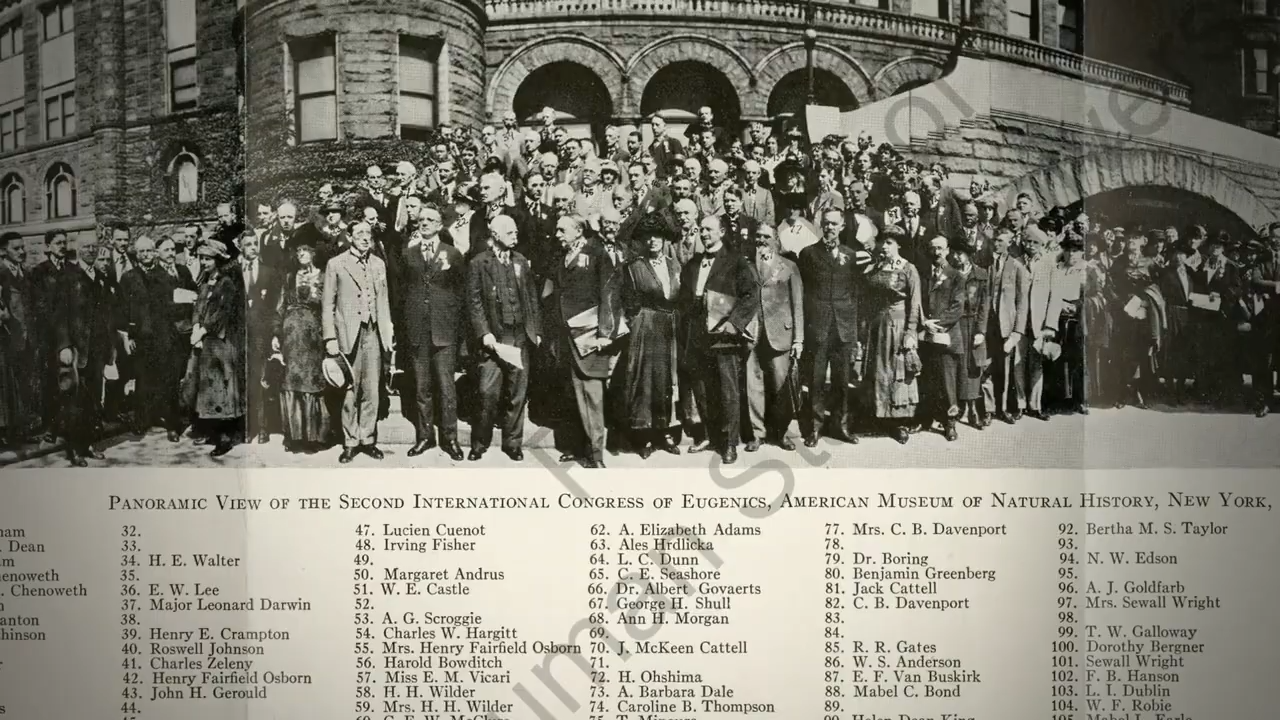 PANORAMIC VIEW OF THE SECOND INTERNATIONAL CONGRESS OF EUGENICS, AMERICAN MUSEUM OF NATURAL HISTORY, NEW YORK,
ham
Dean
henoweth
Chenoweth
anton
hinson
32.
33.
34. H. E. Walter
35.
36. E. W. Lee
37. Major Leonard Darwin
38.
39. Henry E. Crampton
40. Roswell Johnson
41. Charles Zeleny
42. Henry Fairfield Osborn
43. John H. Gerould
44.
47. Lucien Cuenot
48. Irving Fisher
49.
50. Margaret Andrus
51. W. E. Castle
52.
53. A. G. Scroggie
54. Charles W. Hargitt
55. Mrs. Henry Fairfield Osborn
56. Harold Bowditch
57. Miss E. M. Vicari
58. H. H. Wilder
59. Mrs. H. H. Wilder
62. A. Elizabeth Adams
63. Ales Hrdlicka
64. L. C. Dunn
65. C. E. Seashore
66. Dr. Albert Govaerts
67. George H. Shull
68. Ann H. Morgan
69.
70. J. McKeen Cattell
71.
72. H. Ohshima
73. A. Barbara Dale
74. Caroline B. Thompson
77. Mrs. C. B. Davenport
78.
79. Dr. Boring
80. Benjamin Greenberg
81. Jack Cattell
82. C. B. Davenport
83.
84.
85. R. R. Gates
86. W. S. Anderson
87. E. F. Van Buskirk
88. Mabel C. Bond
89.
92. Bertha M. S. Taylor
93.
94. N. W. Edson
95.
96. A. J. Goldfarb
97. Mrs. Sewall Wright
98.
99. T. W. Galloway
100. Dorothy Bergner
101. Sewall Wright
102. F. B. Hanson
103. L. I. Dublin
104. W. F. Robie